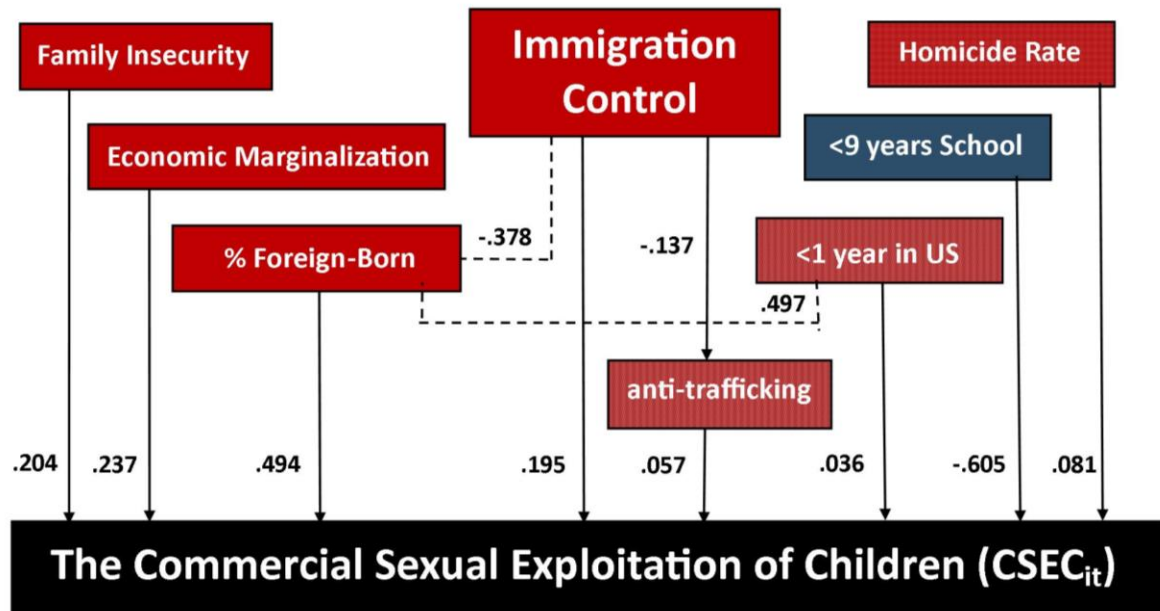 Family Insecurity
Immigration
Control
Homicide Rate
Economic Marginalization
<9 years School
% Foreign-Born
-.378
-.137
<1 year in US
.497
anti-trafficking
.204
.237
.494
.195
.057
.036
-.605
.081
The Commercial Sexual Exploitation of Children (CSECit)